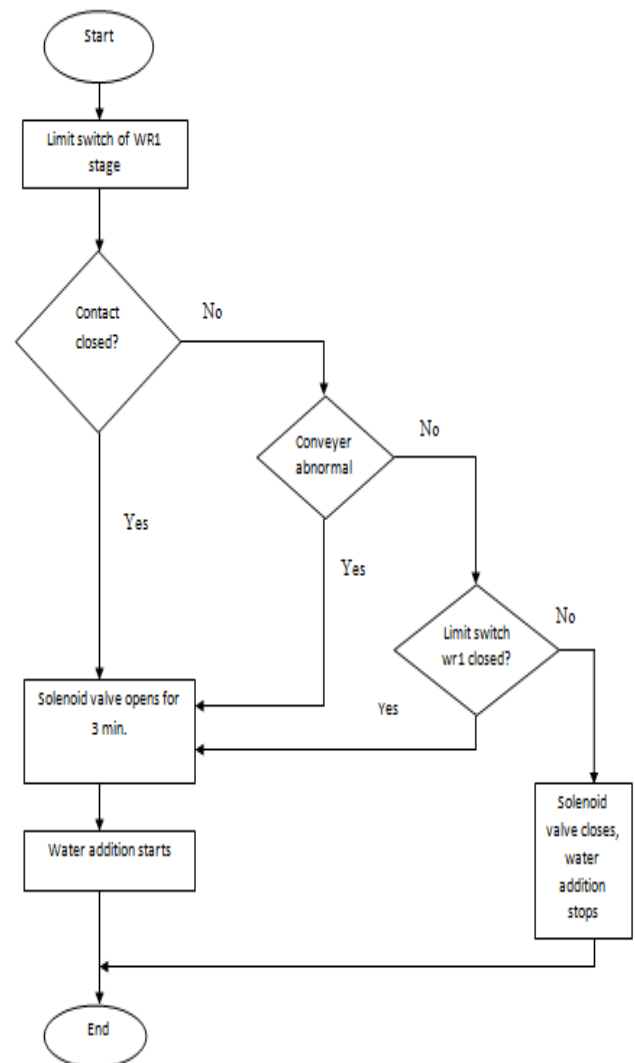 Start
Limit switch of WR1
stage
Contact
closed?
No
Conveyer
abnormal
No
Yes
Yes
Limit switch
wr1 closed?
No
Solenoid valve opens for
3 min.
Yes
Water addition starts
Solenoid
valve closes,
water
addition
stops
End